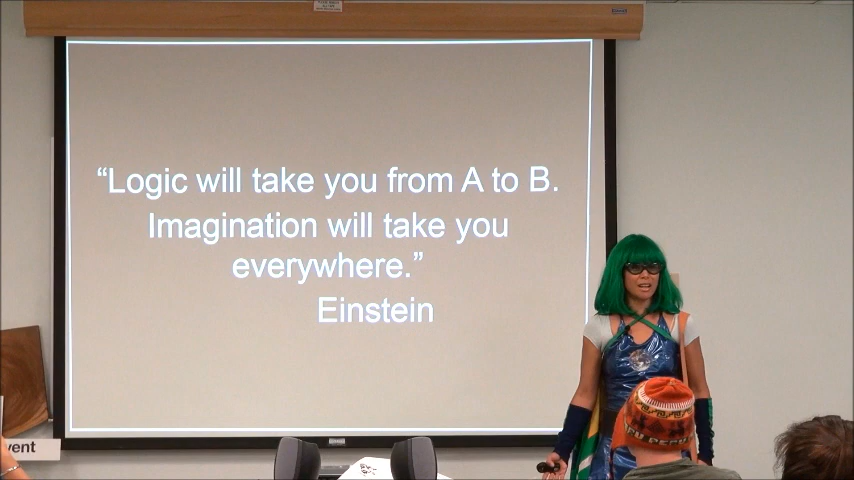 “Logic will take you from A to B.
Imagination will take you
everywhere.”
Einstein
vent